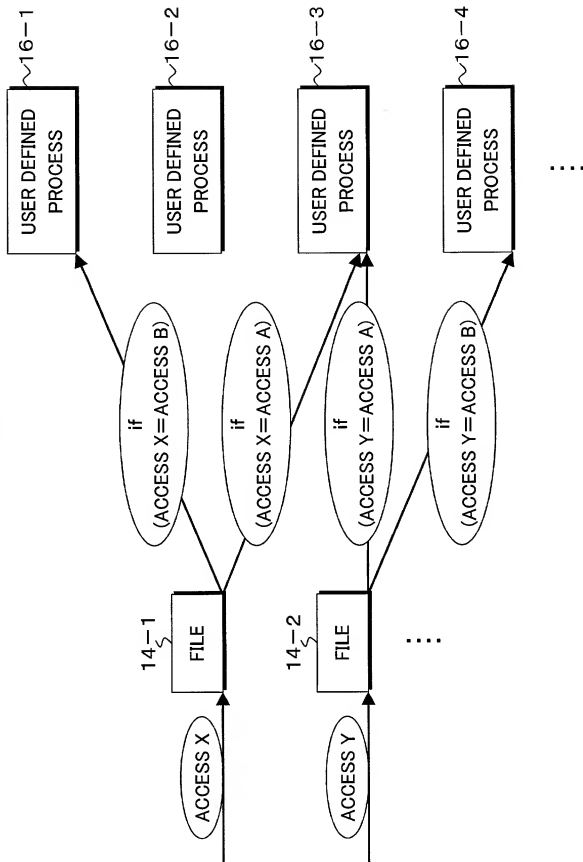 ACCESS X
14-1
FILE
if
(ACCESS X=ACCESS B)
if
(ACCESS X=ACCESS A)
USER DEFINED
PROCESS
16-1
USER DEFINED
PROCESS
16-2
ACCESS Y
14-2
FILE
....
if
(ACCESS Y=ACCESS A)
if
(ACCESS Y=ACCESS B)
USER DEFINED
PROCESS
16-3
USER DEFINED
PROCESS
16-4
....